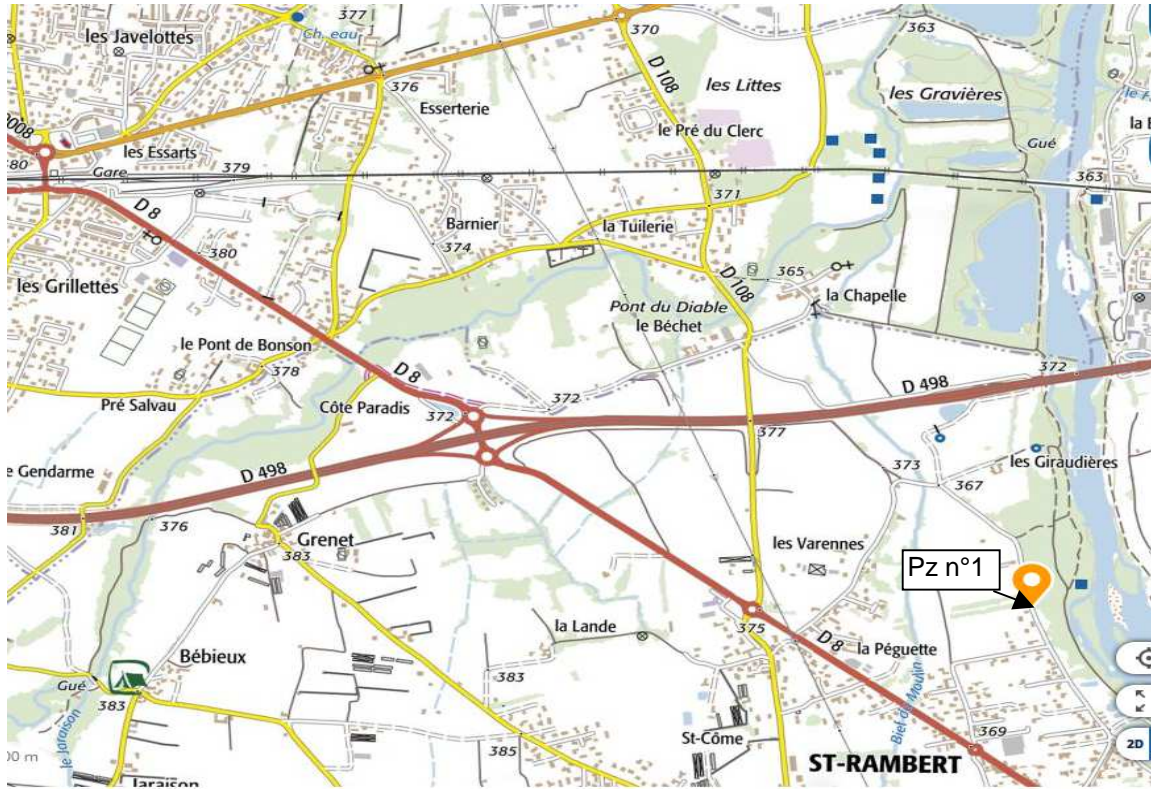 377
363
les Javelottes
Ch. eau
370
D 108
les Littes
les Gravières
376
Esserterie
le Pré du Clerc
Gué
les Essarts
379
Gare
363
371
D 8
Barnier
la Tuilerie
374
380
365
les Grillettes
D 108
la Chapelle
Pont du Diable
le Béchet
le Pont de Bonson
378
D 8
372
D 498
372
Pré Salvau
Côte Paradis
372
377
Gendarme
D 498
373
les Giraudières
367
381
376
Grenet
383
les Varennes
Pz n°1
la Lande
375
D 8
la Péguette
Bébieux
383
Gué
383
Bief du Moulin
le Jaraison
385
St-Côme
369
2D
ST-RAMBERT
Jaraison